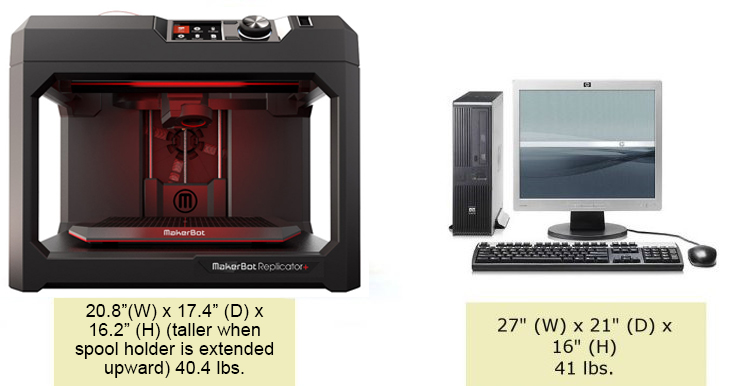 MakerBot
MakerBot Replicator+
20.8”(W) x 17.4” (D) x
16.2” (H) (taller when
spool holder is extended
upward) 40.4 lbs.
27" (W) x 21" (D) x
16" (H)
41 lbs.